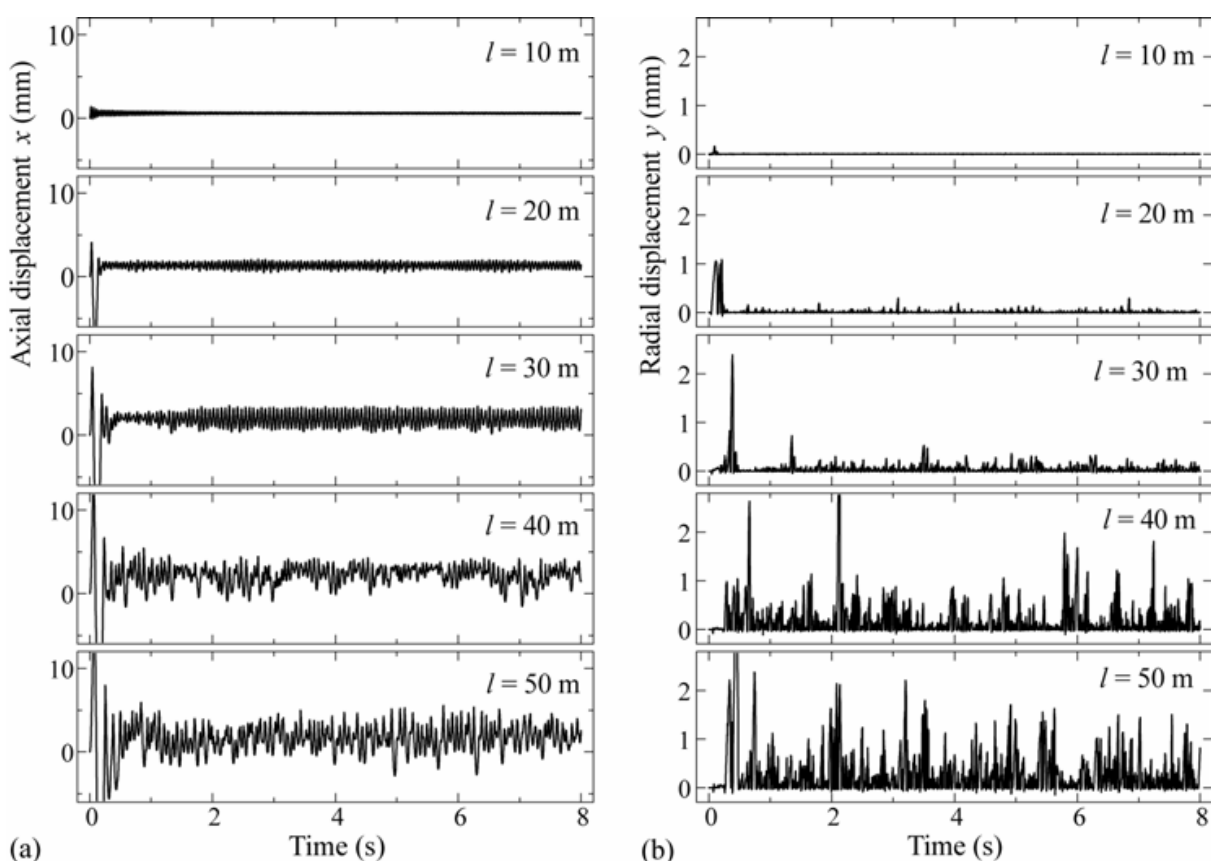 Axial displacement x (mm)
10
0
l = 10 m
10
0
l = 20 m
10
0
l = 30 m
10
0
l = 40 m
10
0
l = 50 m
0 2 4 6 8
(a) Time (s)
Radial displacement y (mm)
2
1
0
l = 10 m
2
1
0
l = 20 m
2
1
0
l = 30 m
2
1
0
l = 40 m
2
1
0
l = 50 m
0 2 4 6 8
(b) Time (s)